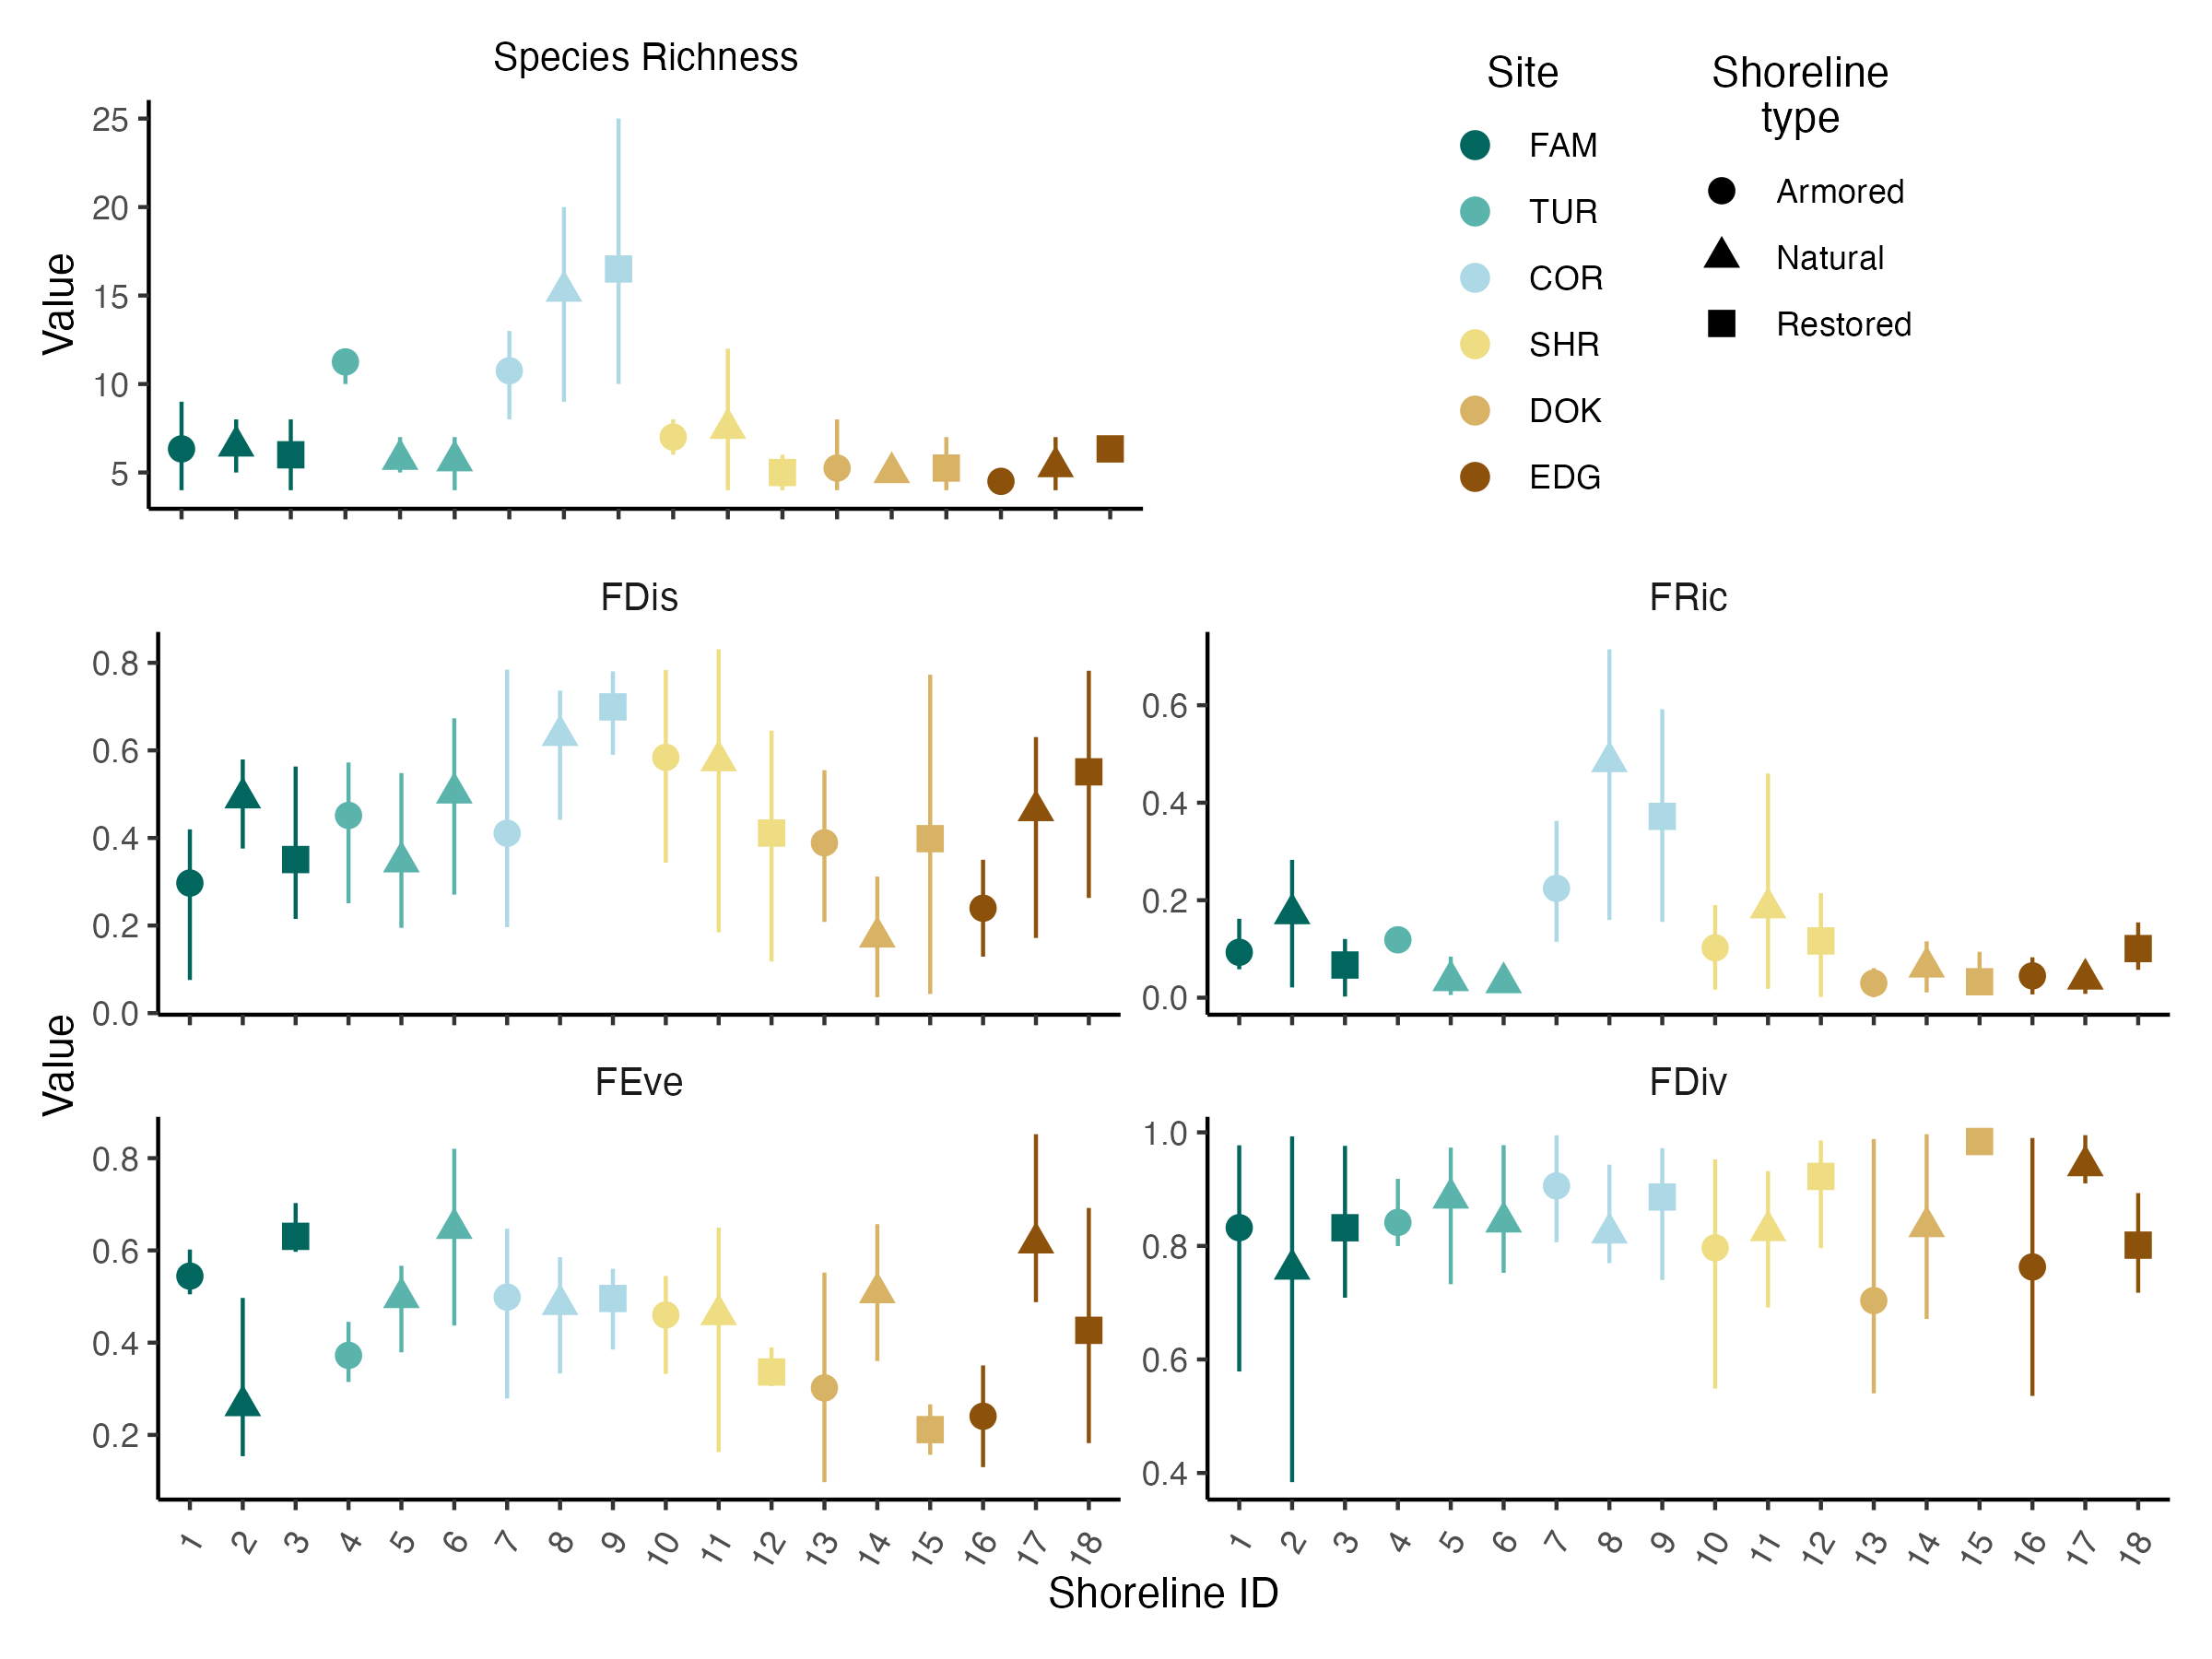 Species Richness
Value
25
20
15
10
5
Site
FAM
TUR
COR
SHR
DOK
EDG
Shoreline
type
Armored
Natural
Restored
FDis
0.8
0.6
0.4
0.2
0.0
FRic
0.6
0.4
0.2
0.0
Value
FEve
0.8
0.6
0.4
0.2
1 2 3 4 5 6 7 8 9 10 11 12 13 14 15 16 17 18
FDiv
1.0
0.8
0.6
0.4
1 2 3 4 5 6 7 8 9 10 11 12 13 14 15 16 17 18
Shoreline ID